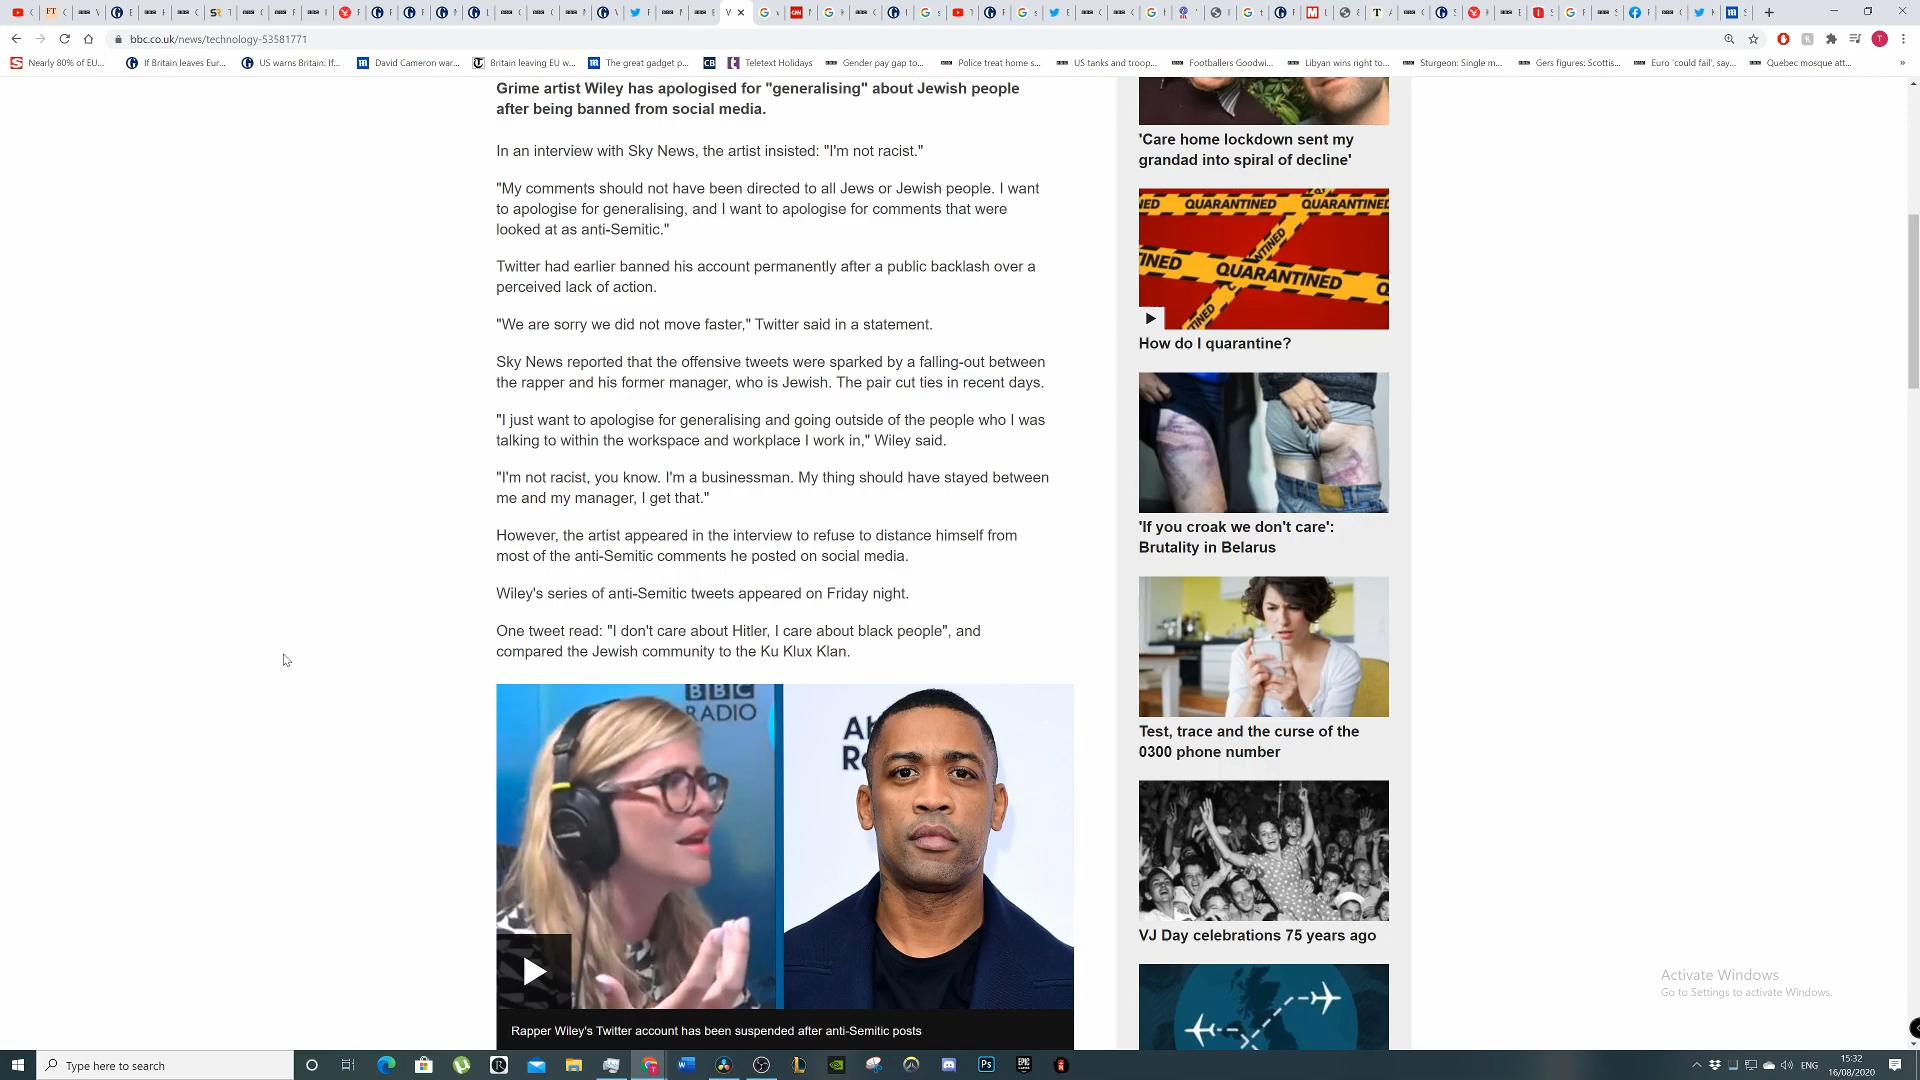 bbc.co.uk/news/technology-53581771
Nearly 80% of EU... If Britain leaves Eur... US warns Britain: If... David Cameron war... Britain leaving EU w... The great gadget p... CB Teletext Holidays Gender pay gap to... Police treat home s... US tanks and troop... Footballers Goodwi... Libyan wins right to... Sturgeon: Single m... Gers figures: Scottis... Euro 'could fail', say... Quebec mosque att... »
Grime artist Wiley has apologised for "generalising" about Jewish people
after being banned from social media.
In an interview with Sky News, the artist insisted: "I'm not racist."
"My comments should not have been directed to all Jews or Jewish people. I want
to apologise for generalising, and I want to apologise for comments that were
looked at as anti-Semitic."
Twitter had earlier banned his account permanently after a public backlash over a
perceived lack of action.
"We are sorry we did not move faster," Twitter said in a statement.
Sky News reported that the offensive tweets were sparked by a falling-out between
the rapper and his former manager, who is Jewish. The pair cut ties in recent days.
"I just want to apologise for generalising and going outside of the people who I was
talking to within the workspace and workplace I work in," Wiley said.
"I'm not racist, you know. I'm a businessman. My thing should have stayed between
me and my manager, I get that."
However, the artist appeared in the interview to refuse to distance himself from
most of the anti-Semitic comments he posted on social media.
Wiley's series of anti-Semitic tweets appeared on Friday night.
One tweet read: "I don't care about Hitler, I care about black people", and
compared the Jewish community to the Ku Klux Klan.
BBC
RADIO
Rapper Wiley's Twitter account has been suspended after anti-Semitic posts
'Care home lockdown sent my
grandad into spiral of decline'
INED QUARANTINED QUARANTINED
QUARANTINED
How do I quarantine?
'If you croak we don't care':
Brutality in Belarus
Test, trace and the curse of the
0300 phone number
VJ Day celebrations 75 years ago
Activate Windows
Go to Settings to activate Windows.
Type here to search
ENG
15:32
16/08/2020